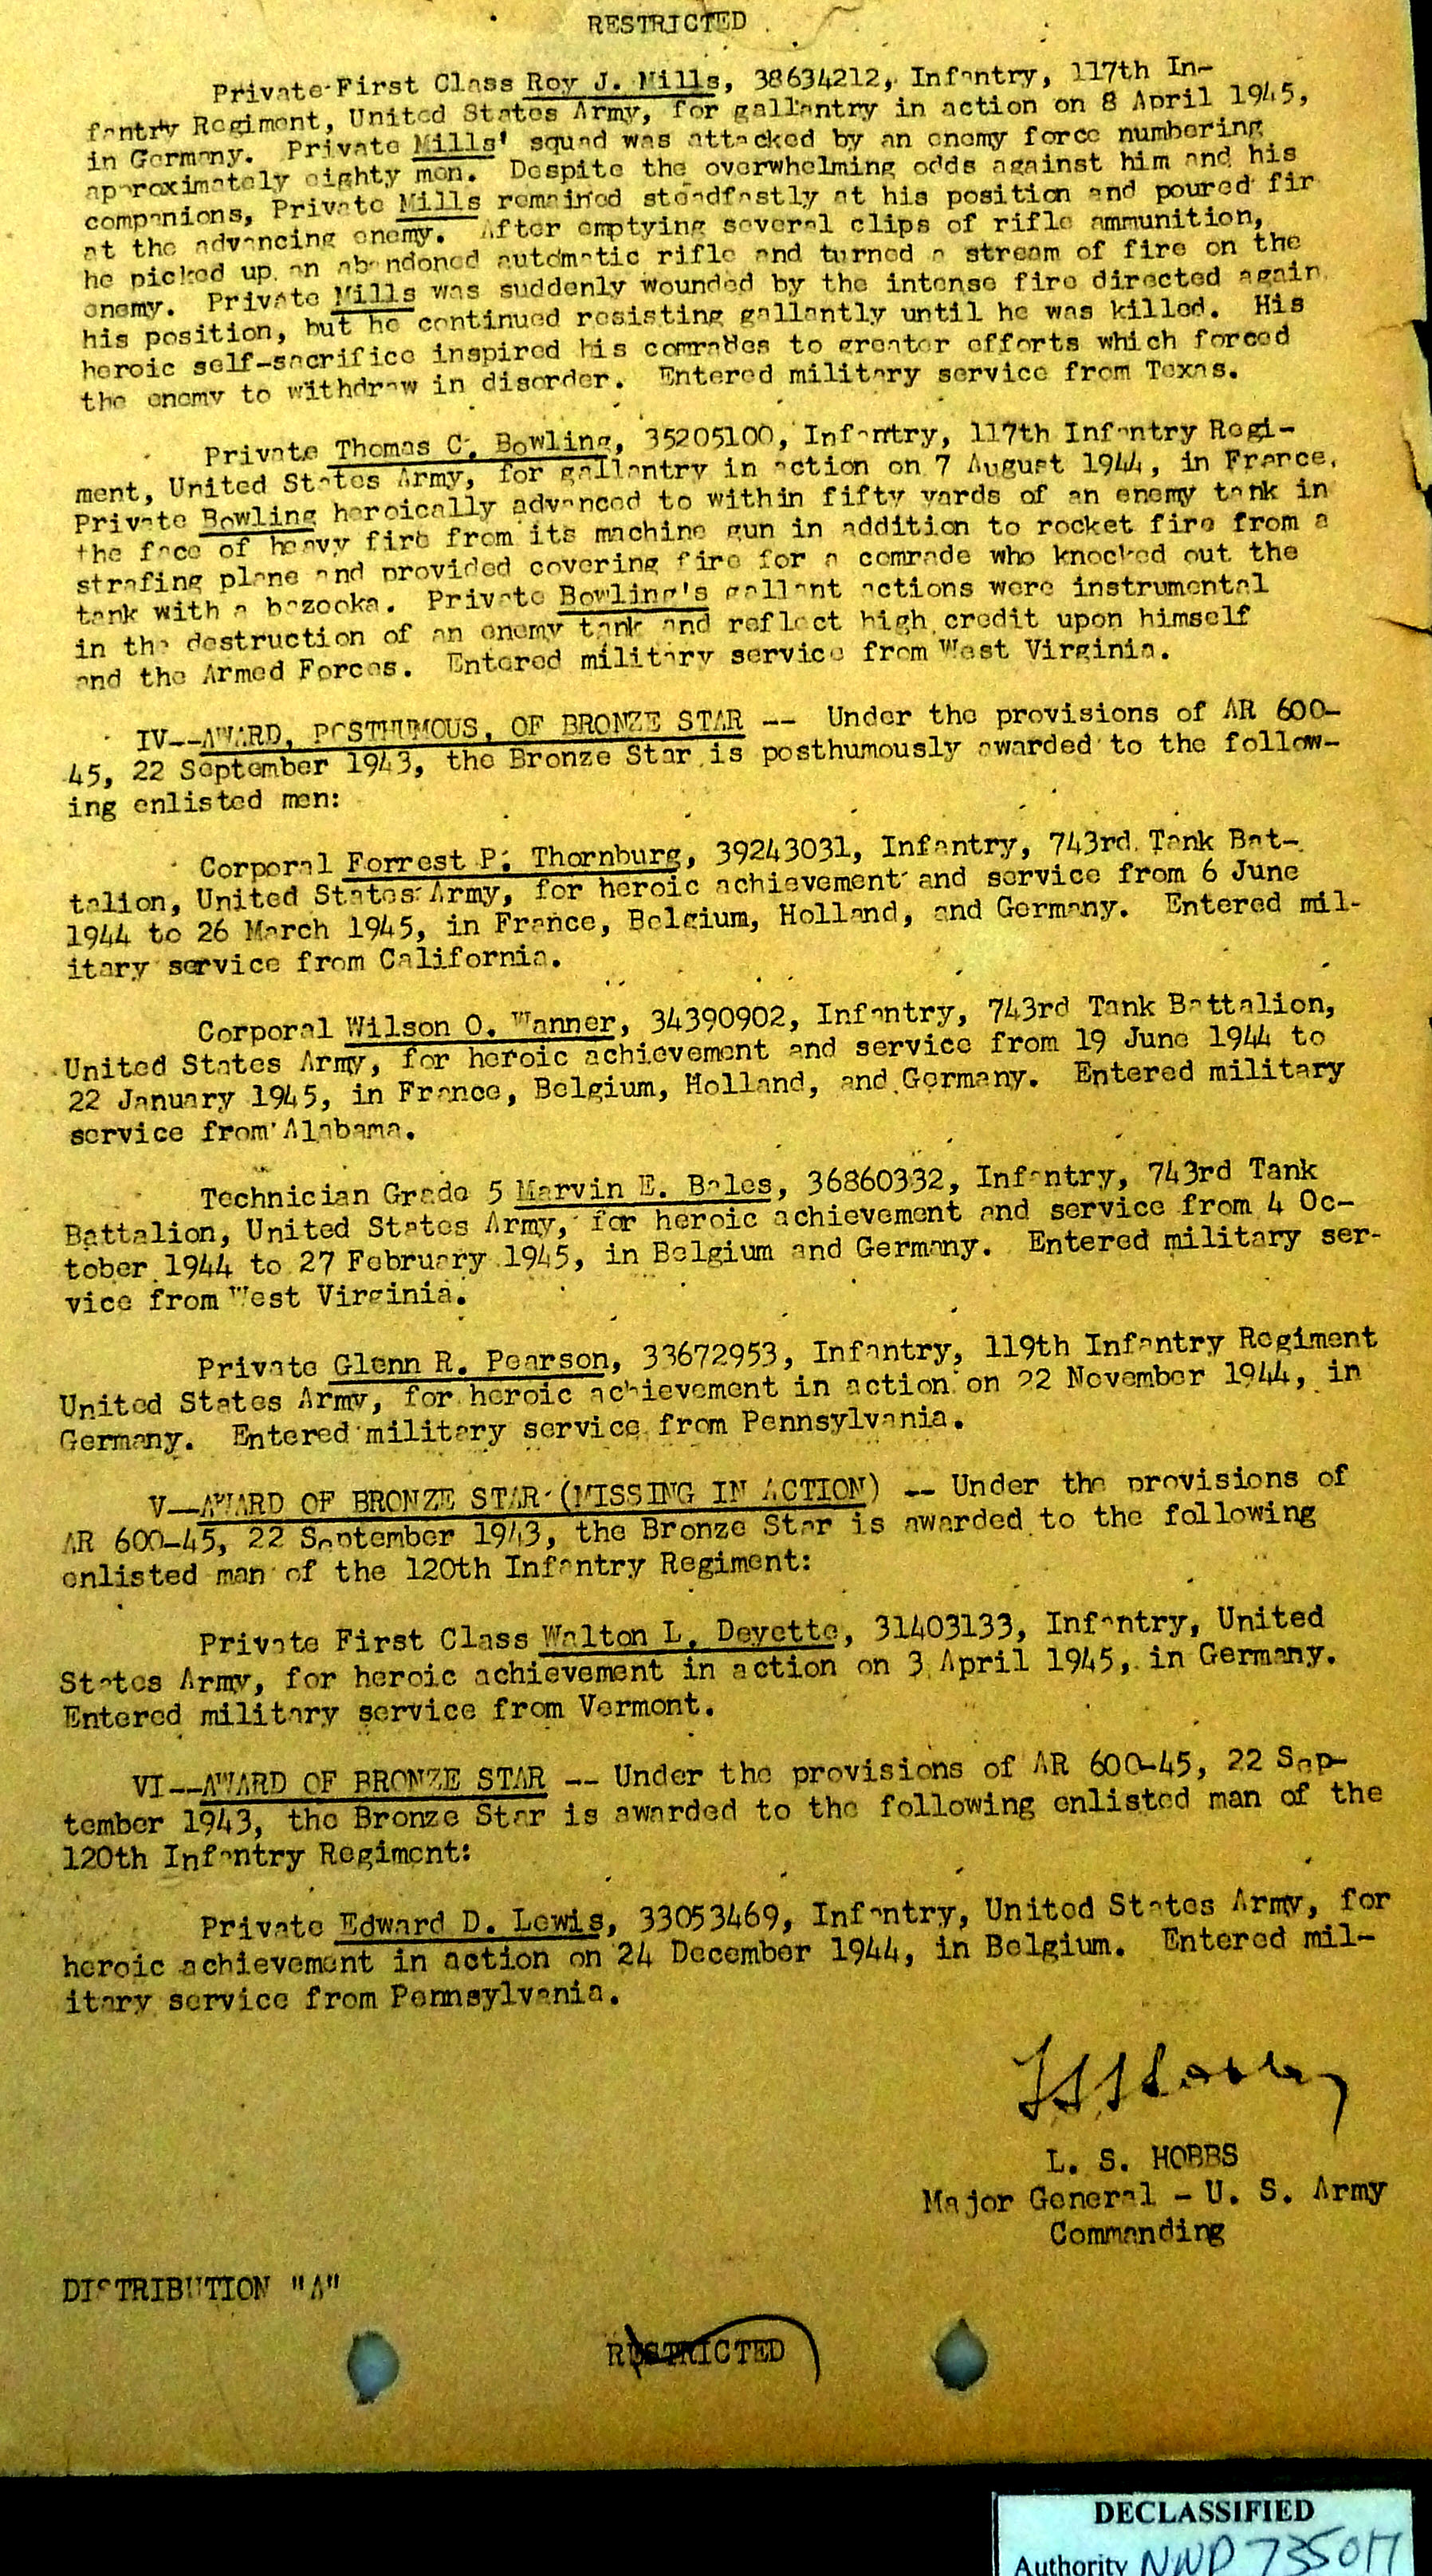 RESTRICTED
Private First Class Roy J. Mills, 38634212, Infantry, 117th In-
fantry Regiment, United States Army, for gallantry in action on 8 April 1945,
in Germany. Private Mills' squad was attacked by an enemy force numbering
approximately eighty men. Despite the overwhelming odds against him and his
companions, Private Mills remained steadfastly at his position and poured fir
at the advancing enemy. After emptying several clips of rifle ammunition,
he picked up an abandoned automatic rifle and turned a stream of fire on the
enemy. Private Mills was suddenly wounded by the intense fire directed again
his position, but he continued resisting gallantly until he was killed. His
heroic self-sacrifice inspired his comrades to greater efforts which forced
the enemy to withdraw in disorder. Entered military service from Texas.
Private Thomas C. Bowling, 35205100, Infantry, 117th Infantry Regi-
ment, United States Army, for gallantry in action on 7 August 1944, in France.
Private Bowling heroically advanced to within fifty yards of an enemy tank in
the face of heavy fire from its machine gun in addition to rocket fire from a
strafing plane and provided covering fire for a comrade who knocked out the
tank with a bazooka. Private Bowling's gallant actions were instrumental
in the destruction of an enemy tank and reflect high credit upon himself
and the Armed Forces. Entered military service from West Virginia.
IV--AWARD, POSTHUMOUS, OF BRONZE STAR -- Under the provisions of AR 600-
45, 22 September 1943, the Bronze Star is posthumously awarded to the follow-
ing enlisted men:
Corporal Forrest P. Thornburg, 39243031, Infantry, 743rd Tank Bat-
talion, United States Army, for heroic achievement and service from 6 June
1944 to 26 March 1945, in France, Belgium, Holland, and Germany. Entered mil-
itary service from California.
Corporal Wilson O. Wanner, 34390902, Infantry, 743rd Tank Battalion,
United States Army, for heroic achievement and service from 19 June 1944 to
22 January 1945, in France, Belgium, Holland, and Germany. Entered military
service from Alabama.
Technician Grade 5 Marvin E. Bales, 36860332, Infantry, 743rd Tank
Battalion, United States Army, for heroic achievement and service from 4 Oc-
tober 1944 to 27 February 1945, in Belgium and Germany. Entered military ser-
vice from West Virginia.
Private Glenn R. Pearson, 33672953, Infantry, 119th Infantry Regiment
United States Army, for heroic achievement in action on 22 November 1944, in
Germany. Entered military service from Pennsylvania.
V--AWARD OF BRONZE STAR (MISSING IN ACTION) -- Under the provisions of
AR 600-45, 22 September 1943, the Bronze Star is awarded to the following
enlisted man of the 120th Infantry Regiment:
Private First Class Walton L. Deyette, 31403133, Infantry, United
States Army, for heroic achievement in action on 3 April 1945, in Germany.
Entered military service from Vermont.
VI--AWARD OF BRONZE STAR -- Under the provisions of AR 600-45, 22 Sep-
tember 1943, the Bronze Star is awarded to the following enlisted man of the
120th Infantry Regiment:
Private Edward D. Lewis, 33053469, Infantry, United States Army, for
heroic achievement in action on 24 December 1944, in Belgium. Entered mil-
itary service from Pennsylvania.
L. S. HOBBS
Major General - U. S. Army
Commanding
DISTRIBUTION "A"
RESTRICTED
DECLASSIFIED
Authority NND 735017